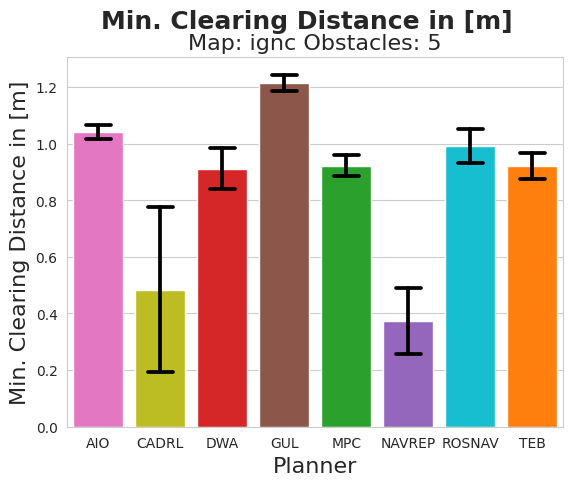 Min. Clearing Distance in [m]
Map: ignc Obstacles: 5
Min. Clearing Distance in [m]
1.2
1.0
0.8
0.6
0.4
0.2
0.0
AIO CADRL DWA GUL MPC NAVREP ROSNAV TEB
Planner